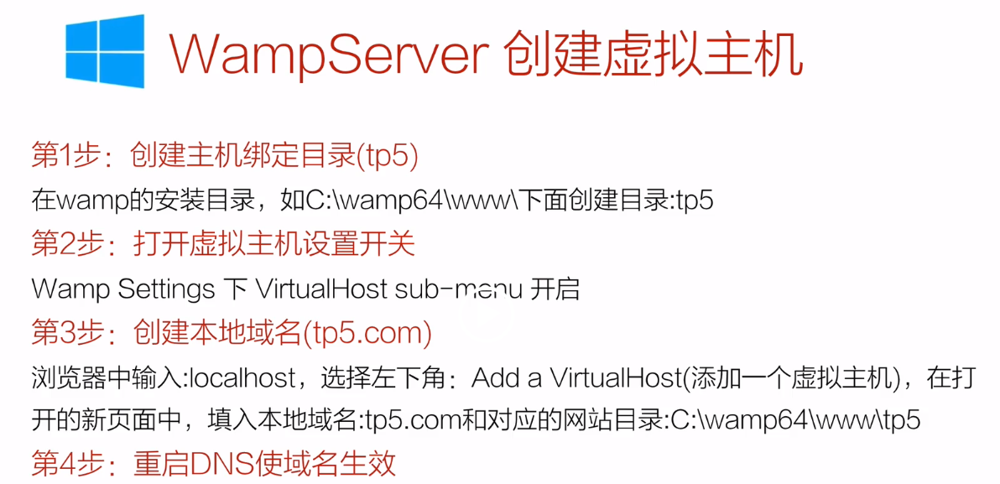 WampServer 创建虚拟主机
第1步：创建主机绑定目录(tp5)
在wamp的安装目录，如C:\wamp64\www\下面创建目录:tp5
第2步：打开虚拟主机设置开关
Wamp Settings 下 VirtualHost sub-menu 开启
第3步：创建本地域名(tp5.com)
浏览器中输入:localhost，选择左下角：Add a VirtualHost(添加一个虚拟主机)，在打
开的新页面中，填入本地域名:tp5.com和对应的网站目录:C:\wamp64\www\tp5
第4步：重启DNS使域名生效